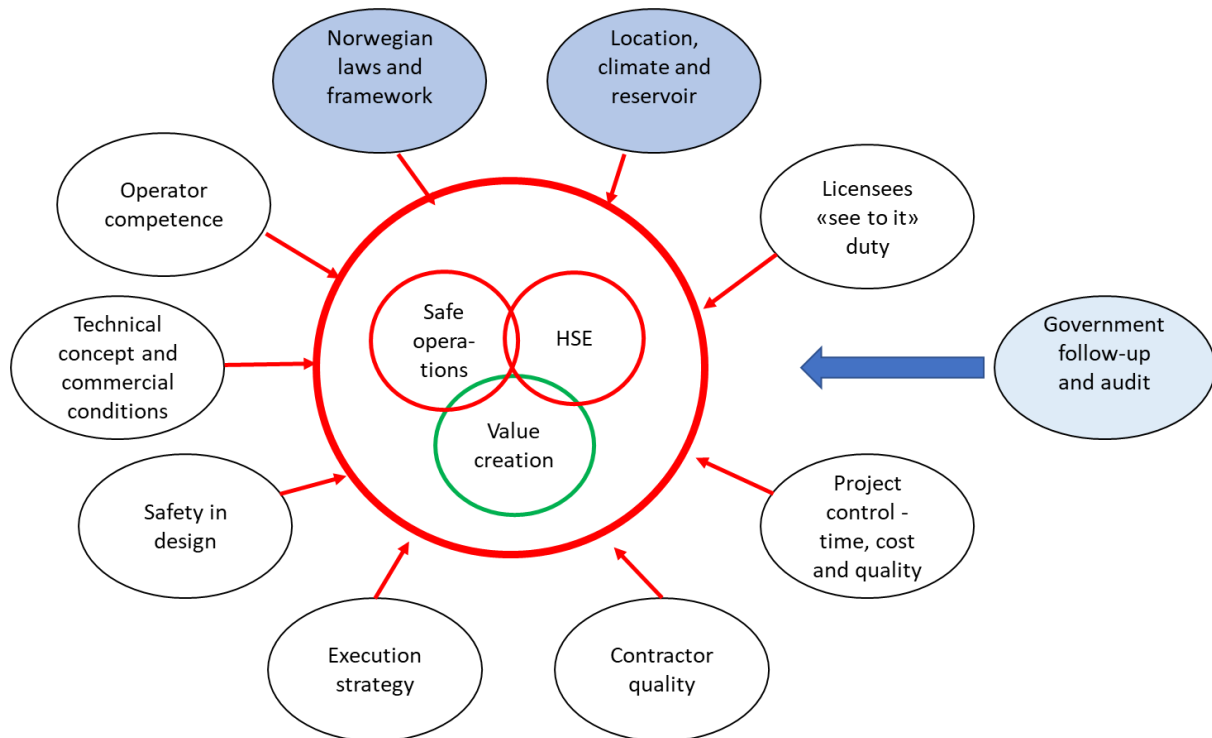 Norwegian
laws and
framework
Location,
climate and
reservoir
Operator
competence
Licensees
«see to it»
duty
Technical
concept and
commercial
conditions
Safe
opera-
tions
HSE
Value
creation
Government
follow-up
and audit
Safety in
design
Project
control -
time, cost
and quality
Execution
strategy
Contractor
quality